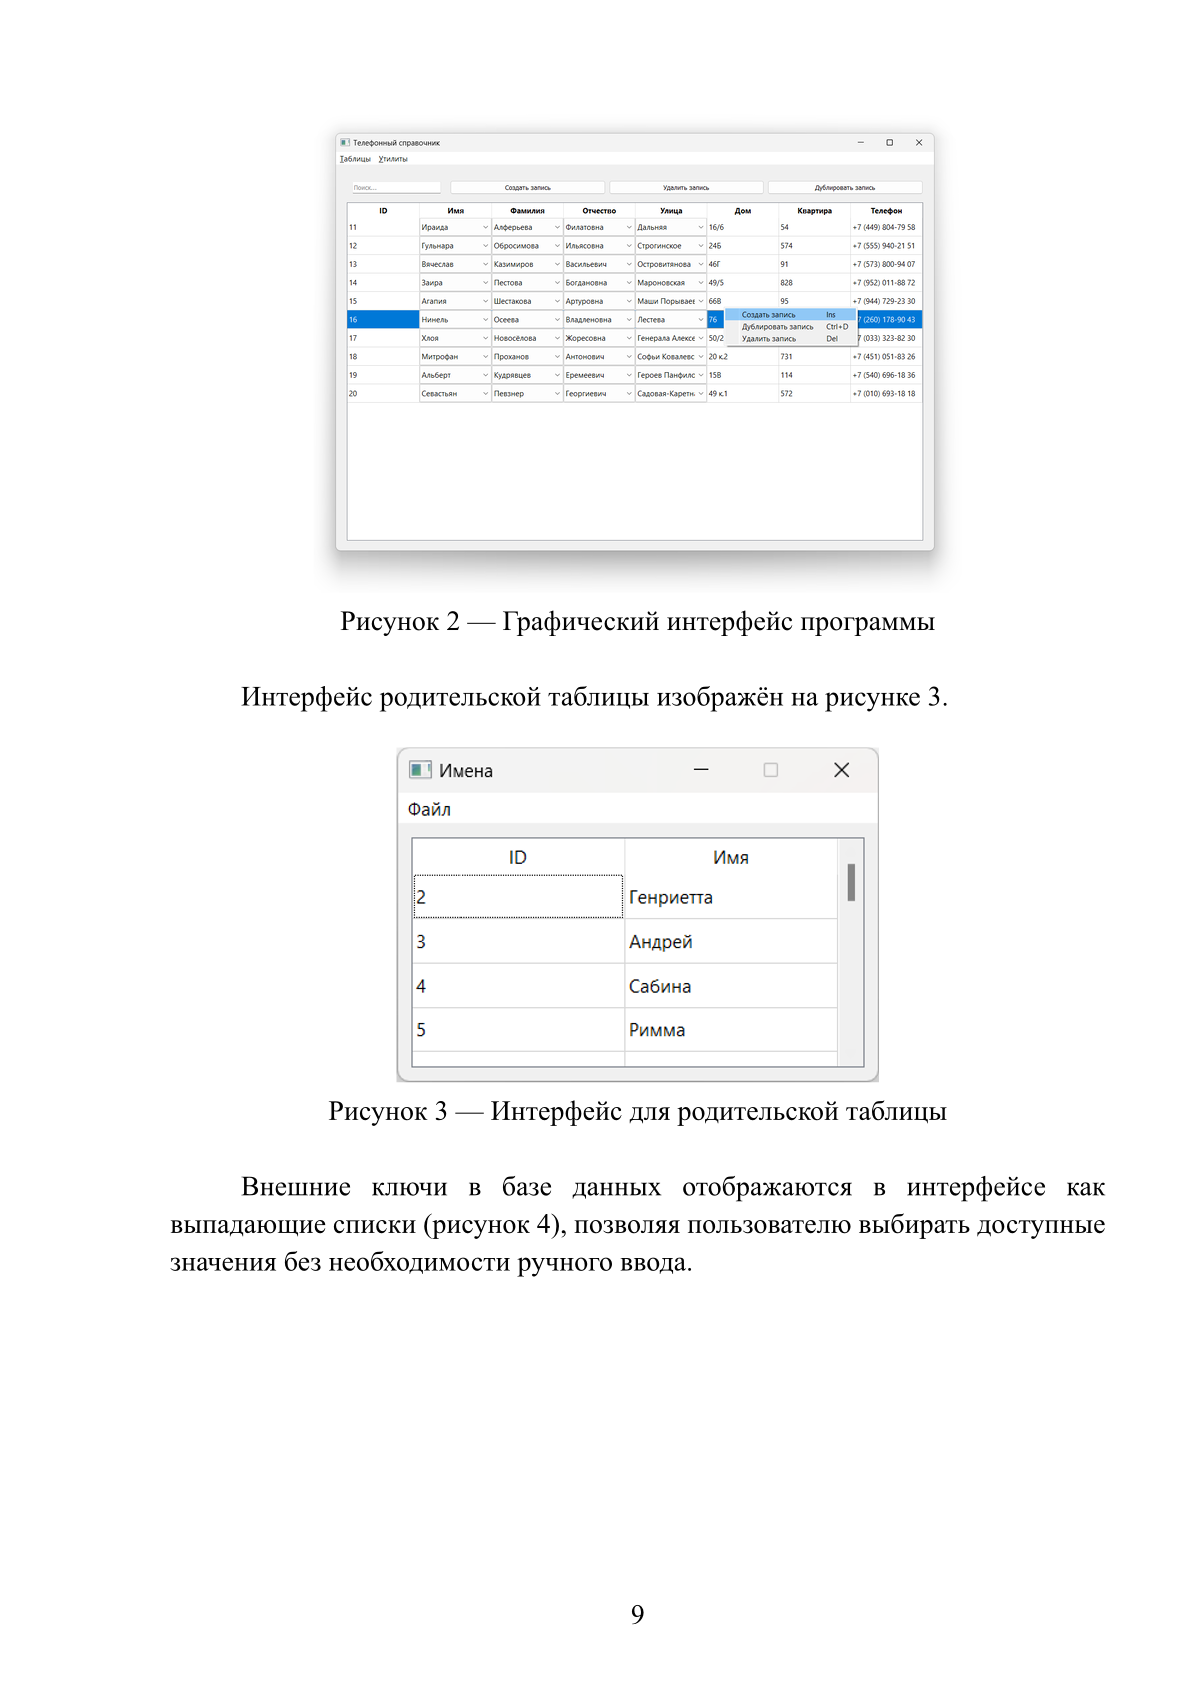 Телефонный справочник
Таблицы Утилиты
Поиск... Создать запись Удалить запись Дублировать запись
ID Имя Фамилия Отчество Улица Дом Квартира Телефон
11 Ираида Алферьева Филатовна Дальняя 16/6 54 +7 (449) 804-79 58
12 Гульнара Обросимова Ильясовна Строгинское 24Б 574 +7 (555) 940-21 51
13 Вячеслав Казимиров Васильевич Островитянова 46Г 91 +7 (573) 800-94 07
14 Заира Пестова Богдановна Мароновская 49/5 828 +7 (952) 011-88 72
15 Агапия Шестакова Артуровна Маши Порываев 66В 95 +7 (944) 729-23 30
16 Нинель Осеева Владленовна Лестева 76 7 (260) 178-90 43
Создать запись Ins
Дублировать запись Ctrl+D
Удалить запись Del
17 Хлоя Новосёлова Жоресовна Генерала Алексе 50/2 7 (033) 323-82 30
18 Митрофан Проханов Антонович Софьи Ковалевс 20 к.2 731 +7 (451) 051-83 26
19 Альберт Кудрявцев Еремеевич Героев Панфилс 15В 114 +7 (540) 696-18 36
20 Севастьян Певзнер Георгиевич Садовая-Каретн 49 к.1 572 +7 (010) 693-18 18
Рисунок 2 — Графический интерфейс программы
Интерфейс родительской таблицы изображён на рисунке 3.
Имена
Файл
ID Имя
2 Генриетта
3 Андрей
4 Сабина
5 Римма
Рисунок 3 — Интерфейс для родительской таблицы
Внешние ключи в базе данных отображаются в интерфейсе как
выпадающие списки (рисунок 4), позволяя пользователю выбирать доступные
значения без необходимости ручного ввода.
9